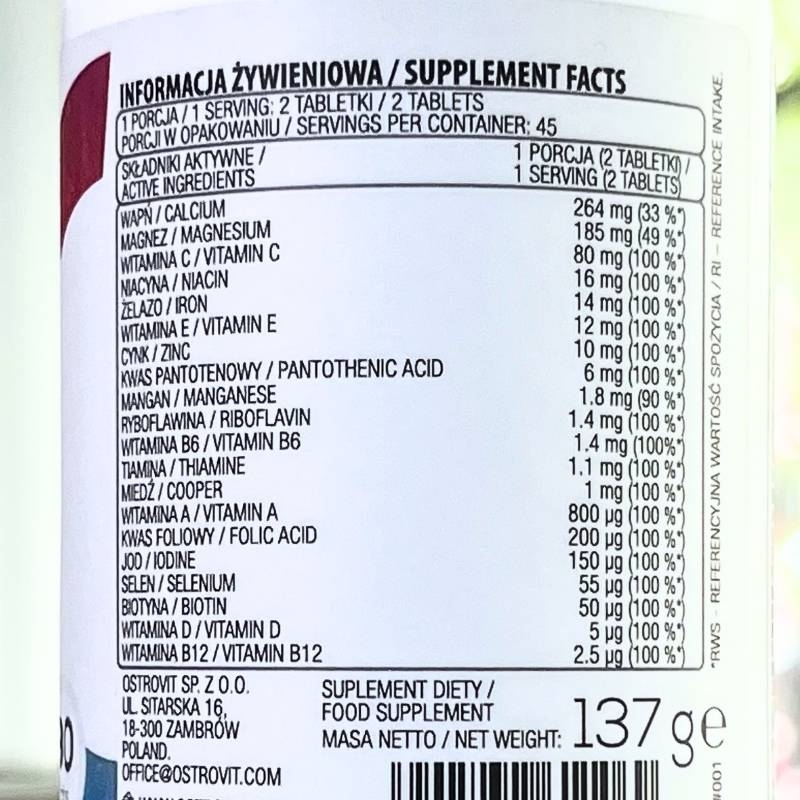 INFORMACJA ŻYWIENIOWA / SUPPLEMENT FACTS
1 PORCJA / 1 SERVING: 2 TABLETKI / 2 TABLETS
PORCJI W OPAKOWANIU / SERVINGS PER CONTAINER: 45
SKŁADNIKI AKTYWNE / 1 PORCJA (2 TABLETKI) /
ACTIVE INGREDIENTS 1 SERVING (2 TABLETS)
WAPŃ / CALCIUM 264 mg (33 %*)
MAGNEZ / MAGNESIUM 185 mg (49 %*)
WITAMINA C / VITAMIN C 80 mg (100 %*)
NIACYNA / NIACIN 16 mg (100 %*)
ŻELAZO / IRON 14 mg (100 %*)
WITAMINA E / VITAMIN E 12 mg (100 %*)
CYNK / ZINC 10 mg (100 %*)
KWAS PANTOTENOWY / PANTOTHENIC ACID 6 mg (100 %*)
MANGAN / MANGANESE 1.8 mg (90 %*)
RYBOFLAWINA / RIBOFLAVIN 1.4 mg (100 %*)
WITAMINA B6 / VITAMIN B6 1.4 mg (100%*)
TIAMINA / THIAMINE 1.1 mg (100 %*)
MIEDŹ / COOPER 1 mg (100 %*)
WITAMINA A / VITAMIN A 800 µg (100 %*)
KWAS FOLIOWY / FOLIC ACID 200 µg (100 %*)
JOD / IODINE 150 µg (100 %*)
SELEN / SELENIUM 55 µg (100 %*)
BIOTYNA / BIOTIN 50 µg (100 %*)
WITAMINA D / VITAMIN D 5 µg (100 %*)
WITAMINA B12 / VITAMIN B12 2.5 µg (100 %*)
*RWS - REFERENCYJNA WARTOŚĆ SPOŻYCIA / RI – REFERENCE INTAKE.
OSTROVIT SP. Z O.O.
UL. SITARSKA 16,
18-300 ZAMBRÓW
POLAND.
OFFICE@OSTROVIT.COM
SUPLEMENT DIETY /
FOOD SUPPLEMENT
MASA NETTO / NET WEIGHT: 137 g e